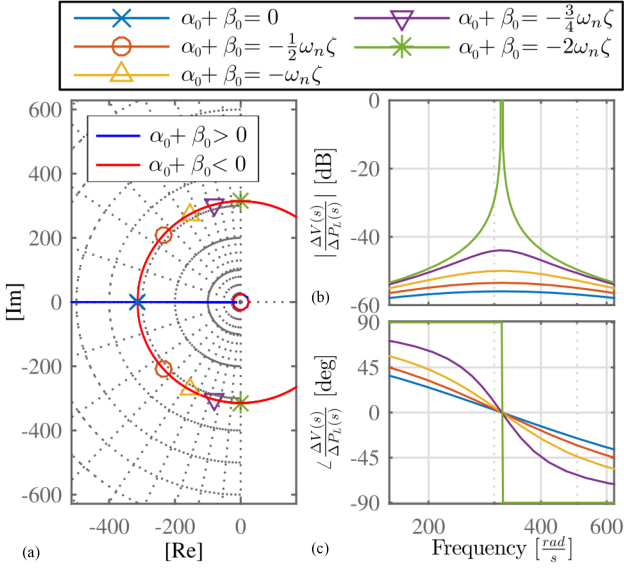 α₀+ β₀= 0
α₀+ β₀= −½ωₙζ
α₀+ β₀= −ωₙζ
α₀+ β₀= −¾ωₙζ
α₀+ β₀= −2ωₙζ
α₀+ β₀> 0
α₀+ β₀< 0
600
400
200
0
-200
-400
-600
[Im]
-400
-200
0
(a)
[Re]
0
-20
-40
-60
|ΔV(s)/ΔP_L(s)| [dB]
(b)
90
45
0
-45
-90
∠ΔV(s)/ΔP_L(s) [deg]
200
400
600
(c)
Frequency [rad/s]